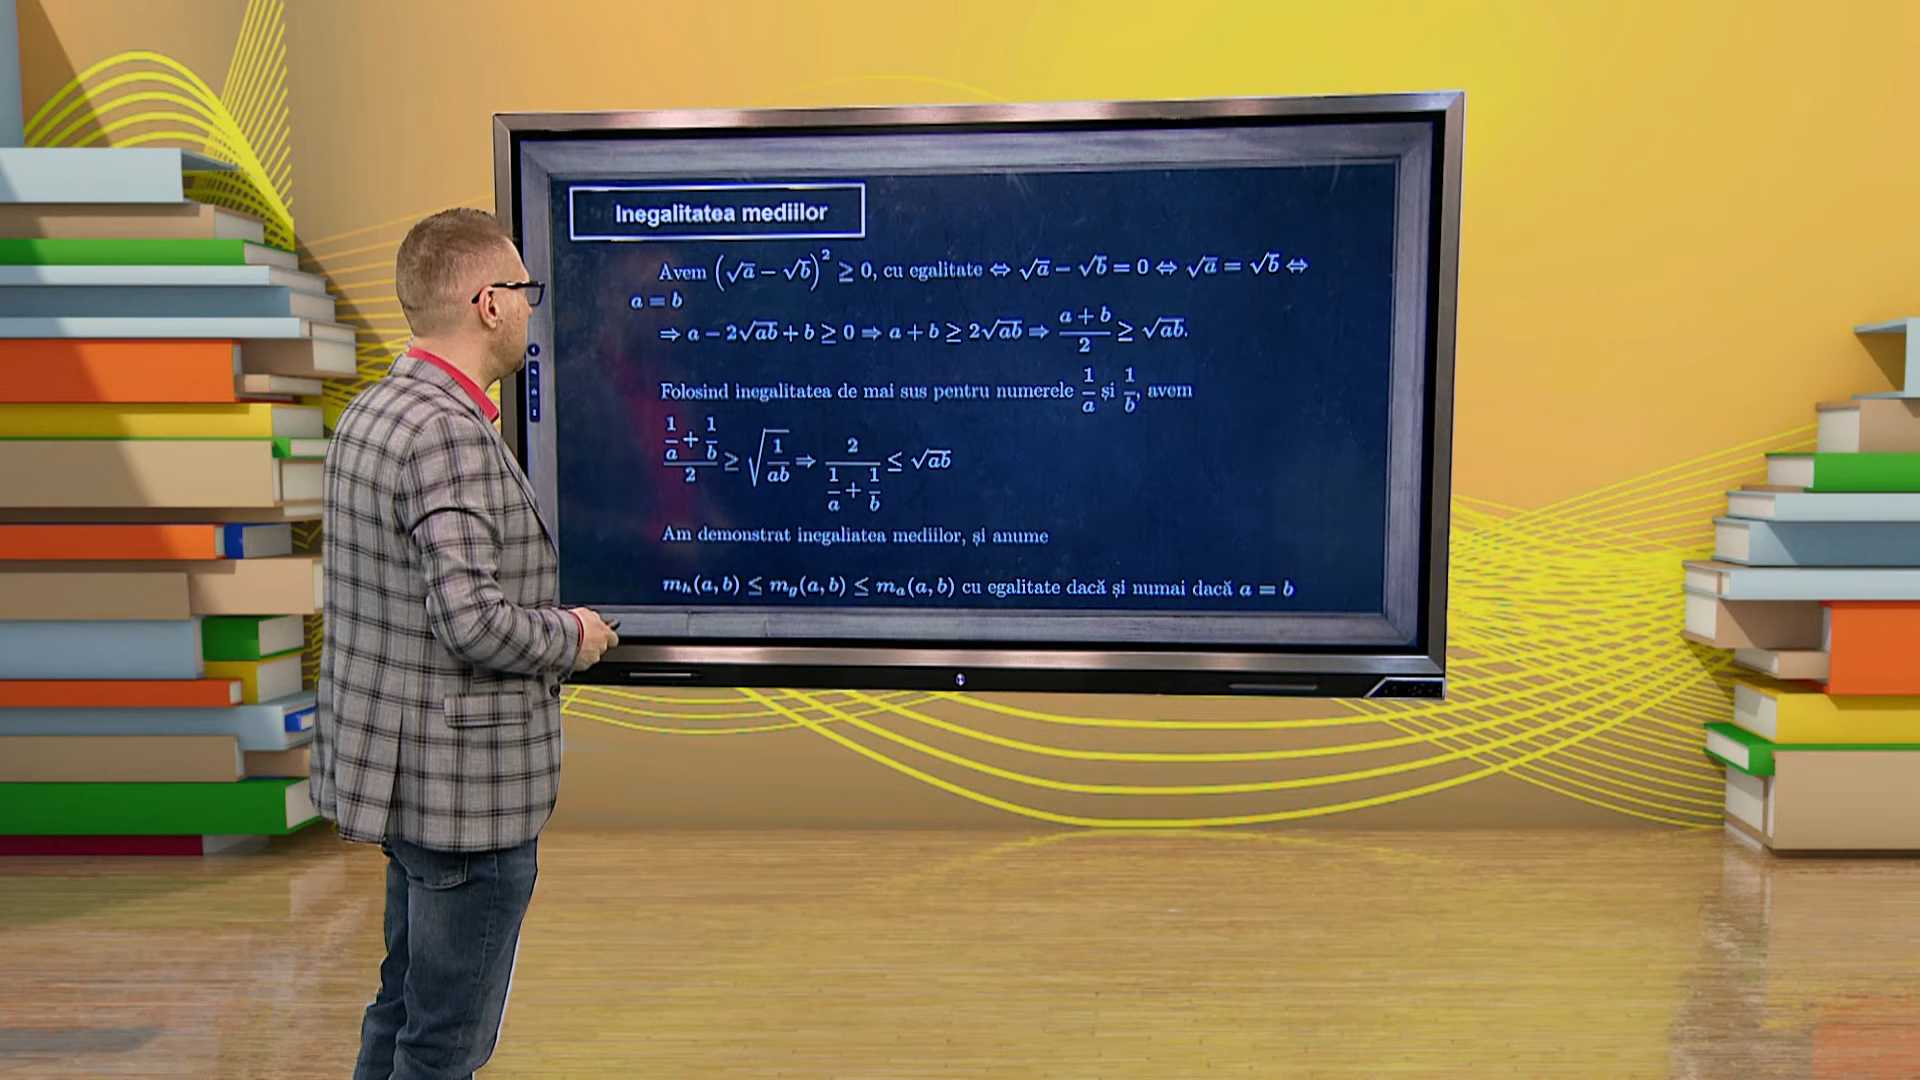 Inegalitatea mediilor
Avem (√a − √b)² ≥ 0, cu egalitate ⇔ √a − √b = 0 ⇔ √a = √b ⇔
a = b
⇒ a − 2√ab + b ≥ 0 ⇒ a + b ≥ 2√ab ⇒ (a + b)/2 ≥ √ab.
Folosind inegalitatea de mai sus pentru numerele 1/a și 1/b, avem
(1/a + 1/b)/2 ≥ √(1/ab) ⇒ 2/(1/a + 1/b) ≤ √ab
Am demonstrat inegaliatea mediilor, și anume
mₕ(a, b) ≤ m_g(a, b) ≤ mₐ(a, b) cu egalitate dacă și numai dacă a = b